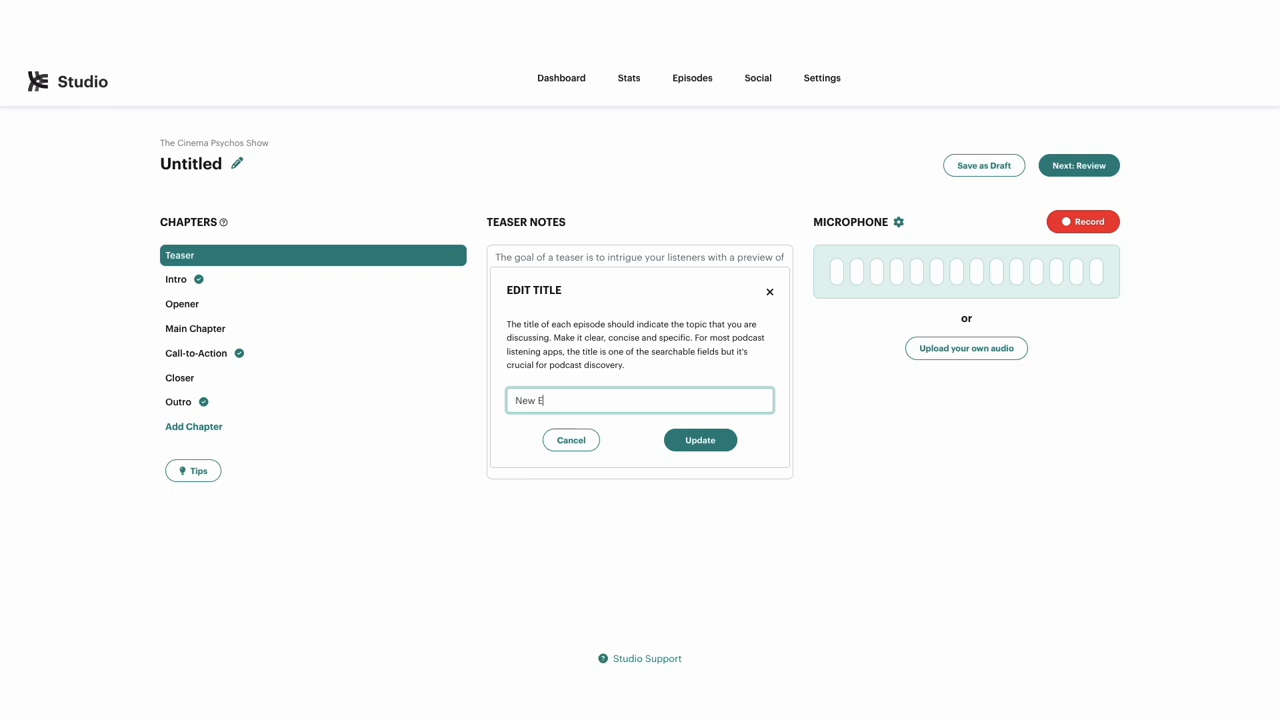 Studio
Dashboard
Stats
Episodes
Social
Settings
The Cinema Psychos Show
Untitled
Save as Draft
Next: Review
CHAPTERS
Teaser
Intro
Opener
Main Chapter
Call-to-Action
Closer
Outro
Add Chapter
Tips
TEASER NOTES
The goal of a teaser is to intrigue your listeners with a preview of
EDIT TITLE
The title of each episode should indicate the topic that you are
discussing. Make it clear, concise and specific. For most podcast
listening apps, the title is one of the searchable fields but it's
crucial for podcast discovery.
New E
Cancel
Update
MICROPHONE
Record
or
Upload your own audio
Studio Support